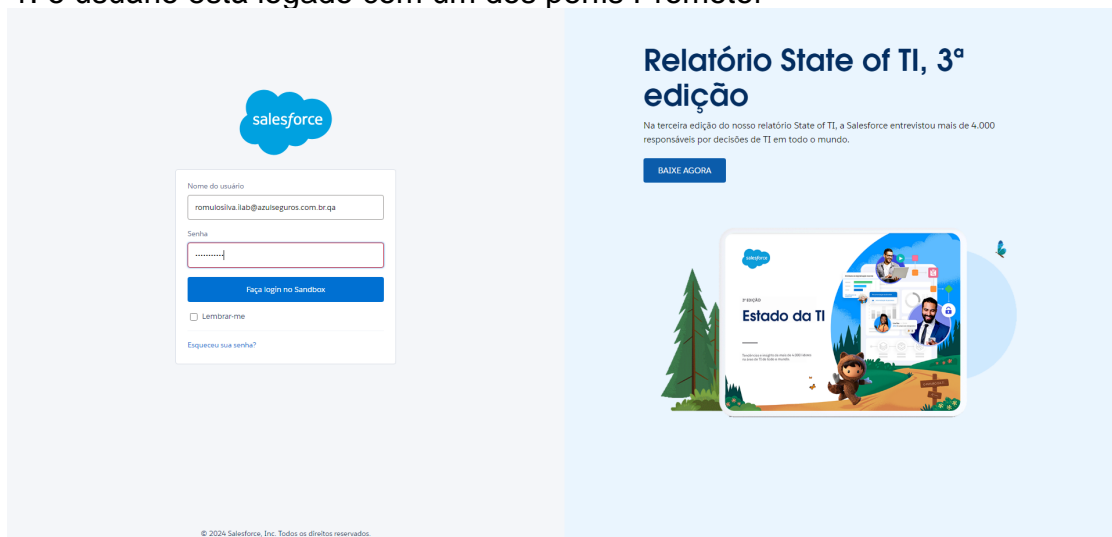 1. o usuário está logado com um dos perfis Promotor
salesforce
Nome do usuário
romulosilva.ilab@azulseguros.com.br.qa
Senha
Faça login no Sandbox
Lembrar-me
Esqueceu sua senha?
© 2024 Salesforce, Inc. Todos os direitos reservados.
Relatório State of TI, 3ª
edição
Na terceira edição do nosso relatório State of TI, a Salesforce entrevistou mais de 4.000
responsáveis por decisões de TI em todo o mundo.
BAIXE AGORA
salesforce
3ª EDIÇÃO
Estado da TI